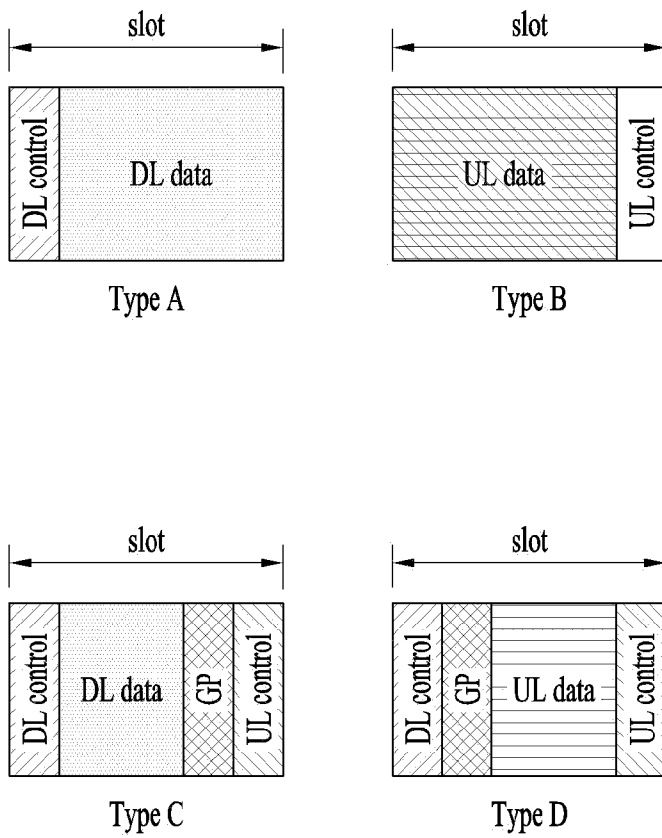 slot
DL control
DL data
Type A
slot
UL data
UL control
Type B
slot
DL control
DL data
GP
UL control
Type C
slot
DL control
GP
UL data
UL control
Type D